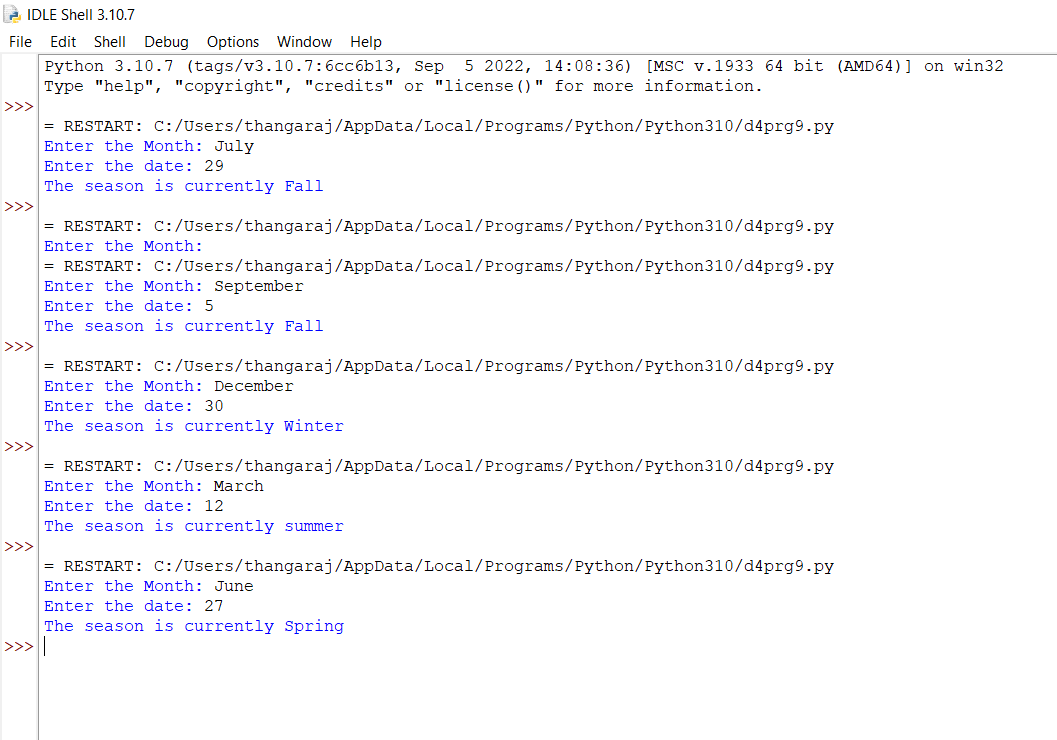 IDLE Shell 3.10.7
File Edit Shell Debug Options Window Help
Python 3.10.7 (tags/v3.10.7:6cc6b13, Sep  5 2022, 14:08:36) [MSC v.1933 64 bit (AMD64)] on win32
Type "help", "copyright", "credits" or "license()" for more information.
>>>
= RESTART: C:/Users/thangaraj/AppData/Local/Programs/Python/Python310/d4prg9.py
Enter the Month: July
Enter the date: 29
The season is currently Fall
>>>
= RESTART: C:/Users/thangaraj/AppData/Local/Programs/Python/Python310/d4prg9.py
Enter the Month:
= RESTART: C:/Users/thangaraj/AppData/Local/Programs/Python/Python310/d4prg9.py
Enter the Month: September
Enter the date: 5
The season is currently Fall
>>>
= RESTART: C:/Users/thangaraj/AppData/Local/Programs/Python/Python310/d4prg9.py
Enter the Month: December
Enter the date: 30
The season is currently Winter
>>>
= RESTART: C:/Users/thangaraj/AppData/Local/Programs/Python/Python310/d4prg9.py
Enter the Month: March
Enter the date: 12
The season is currently summer
>>>
= RESTART: C:/Users/thangaraj/AppData/Local/Programs/Python/Python310/d4prg9.py
Enter the Month: June
Enter the date: 27
The season is currently Spring
>>>